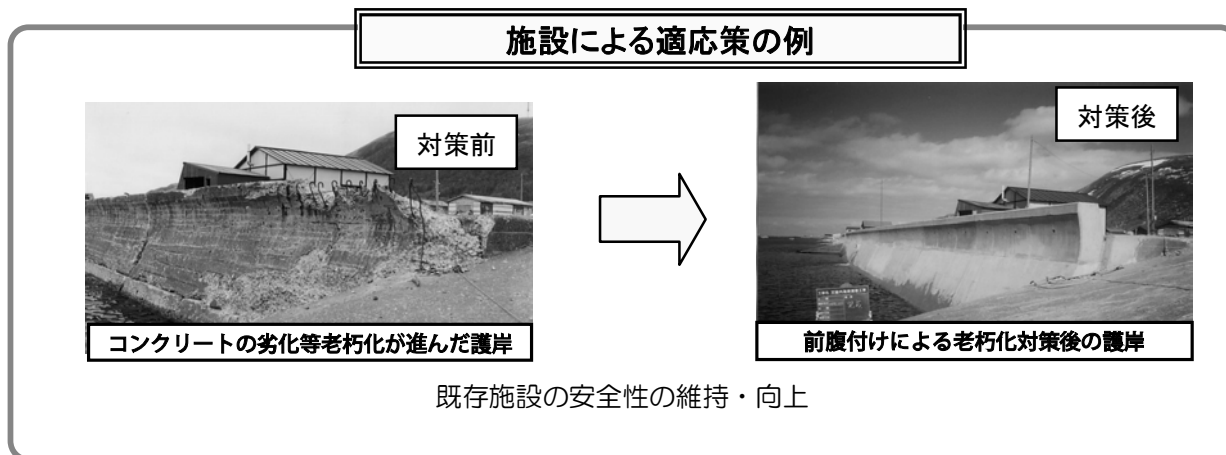 施設による適応策の例
対策前
対策後
コンクリートの劣化等老朽化が進んだ護岸
前腹付けによる老朽化対策後の護岸
既存施設の安全性の維持・向上